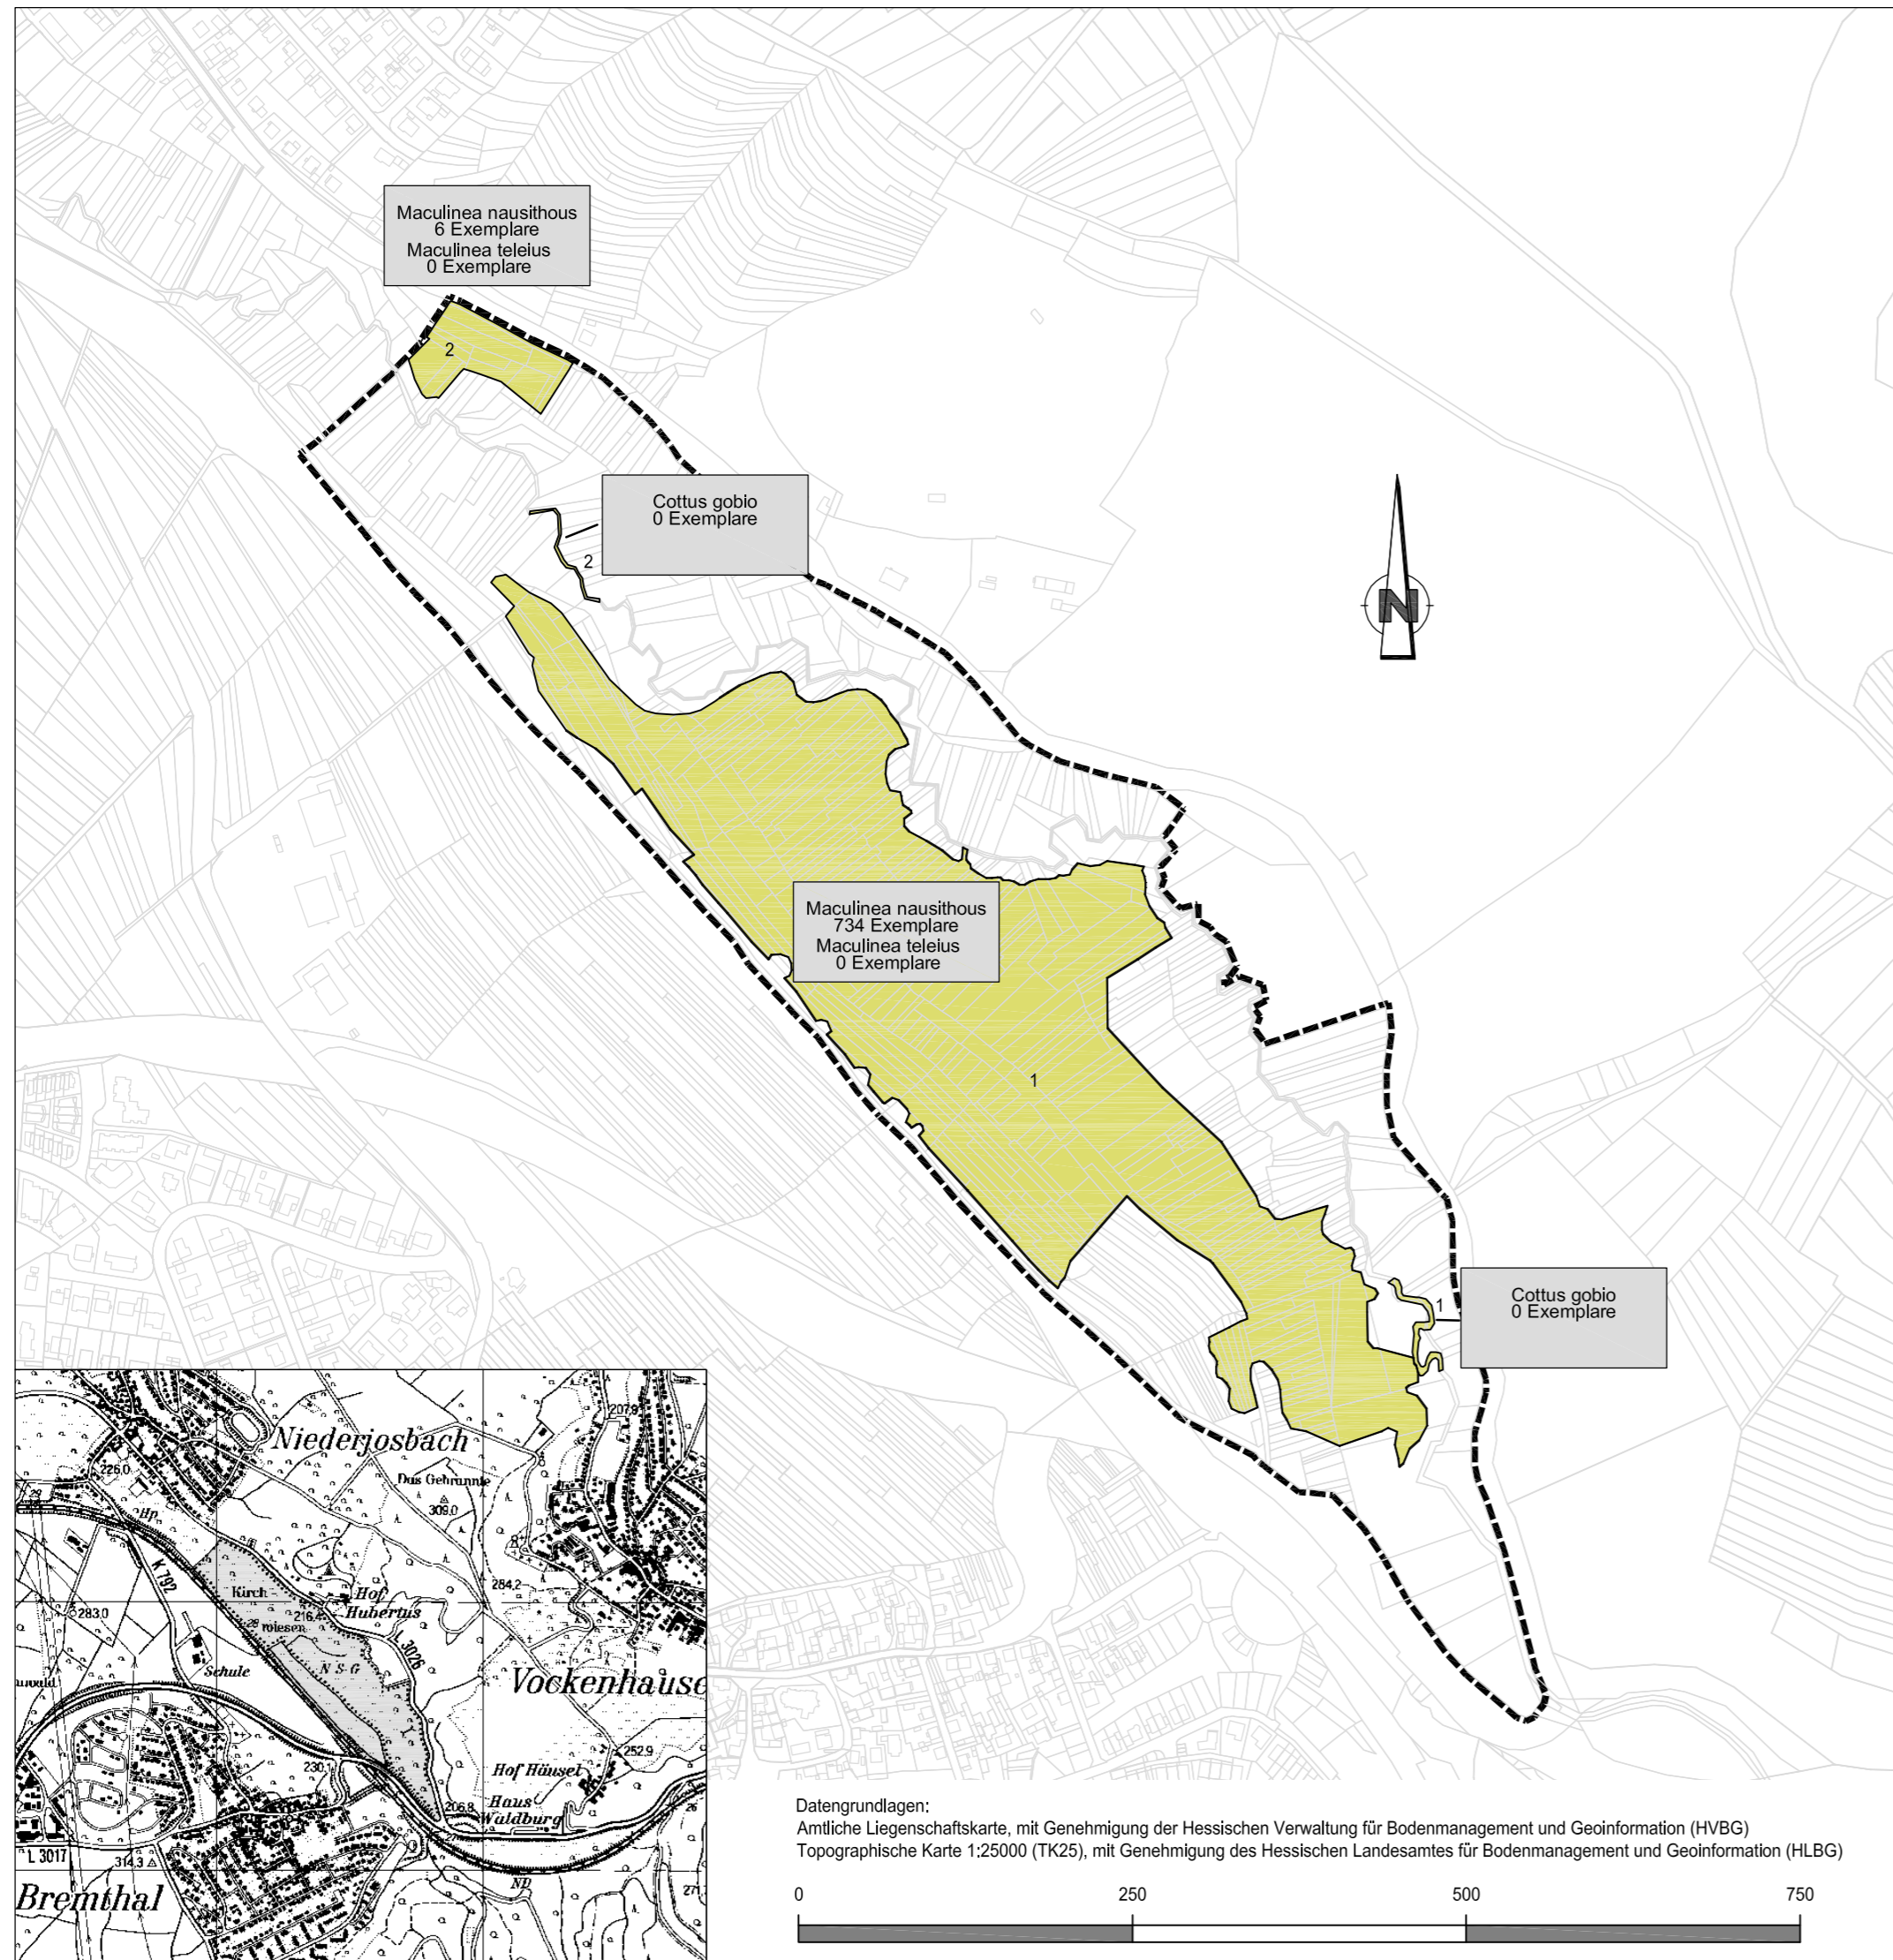 Maculinea nausithous
6 Exemplare
Maculinea teleius
0 Exemplare
2
Cottus gobio
0 Exemplare
2
N
Maculinea nausithous
734 Exemplare
Maculinea teleius
0 Exemplare
1
1
Cottus gobio
0 Exemplare
Niederjosbach
207,9
226,0
Das Gebrannte
309,0
Hp
K 792
Kirch-
Hof
Hubertus
216,4
wiesen
283,0
284,2
L 3026
Schule
N S G
Vockenhause
252,9
230,1
Hof Häusel
Haus
Waldburg
206,8
L 3017
314,3
ND
271
Bremthal
Datengrundlagen:
Amtliche Liegenschaftskarte, mit Genehmigung der Hessischen Verwaltung für Bodenmanagement und Geoinformation (HVBG)
Topographische Karte 1:25000 (TK25), mit Genehmigung des Hessischen Landesamtes für Bodenmanagement und Geoinformation (HLBG)
0 250 500 750